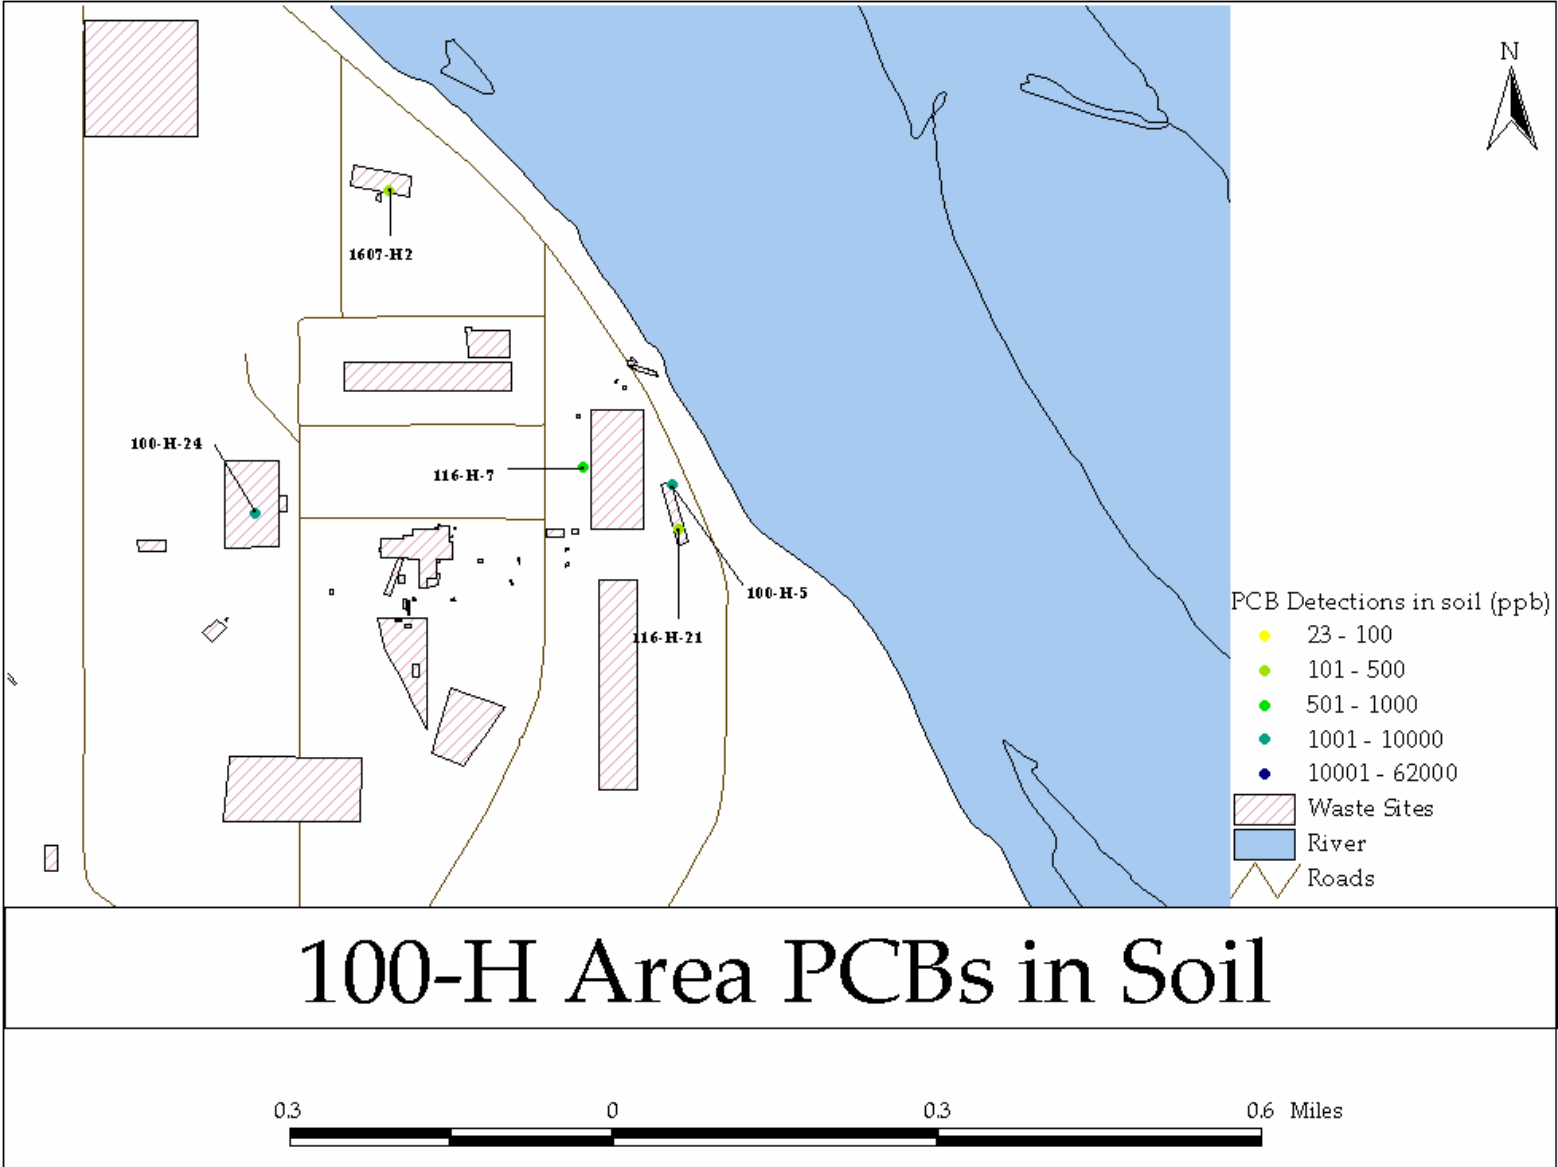 N
1607-H2
100-H-24
116-H-7
100-H-5
116-H-21
PCB Detections in soil (ppb)
23 - 100
101 - 500
501 - 1000
1001 - 10000
10001 - 62000
Waste Sites
River
Roads
100-H Area PCBs in Soil
0.3 0 0.3 0.6 Miles